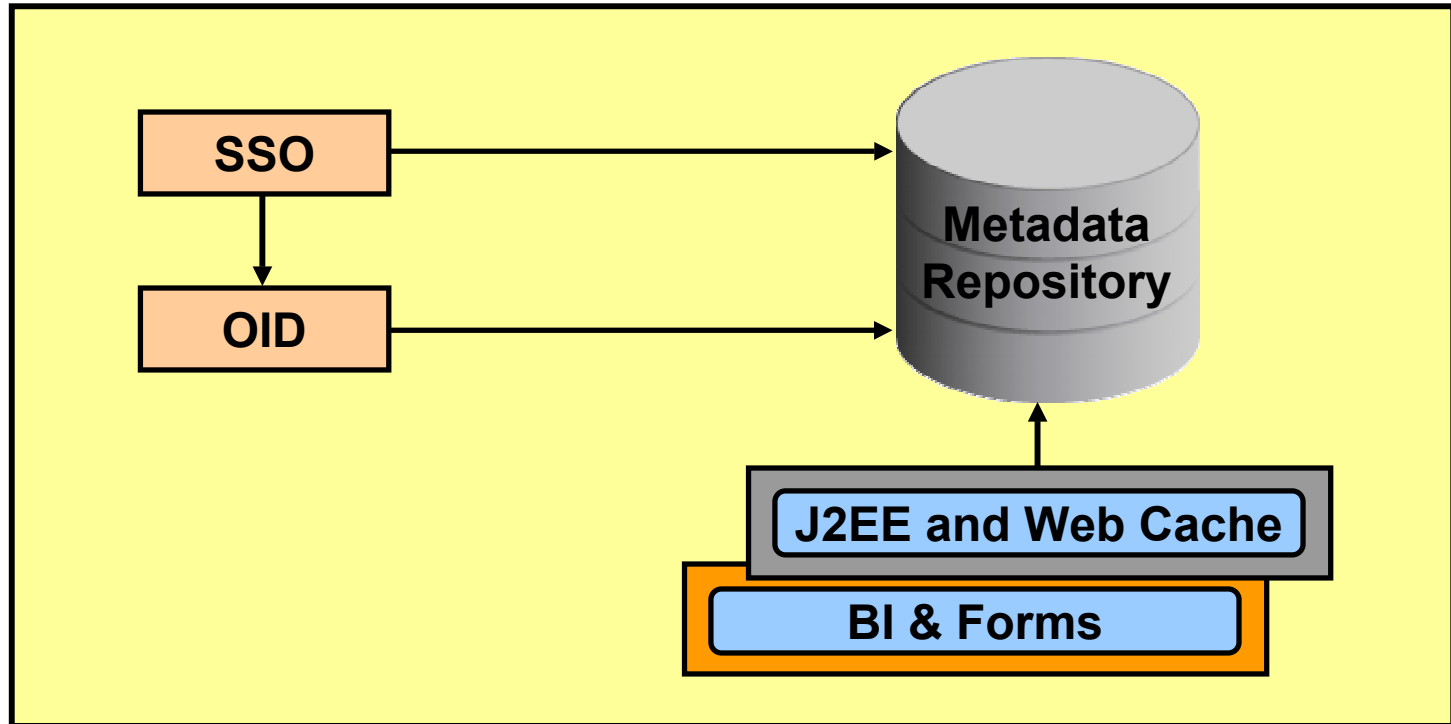 SSO
Metadata
Repository
OID
J2EE and Web Cache
BI & Forms